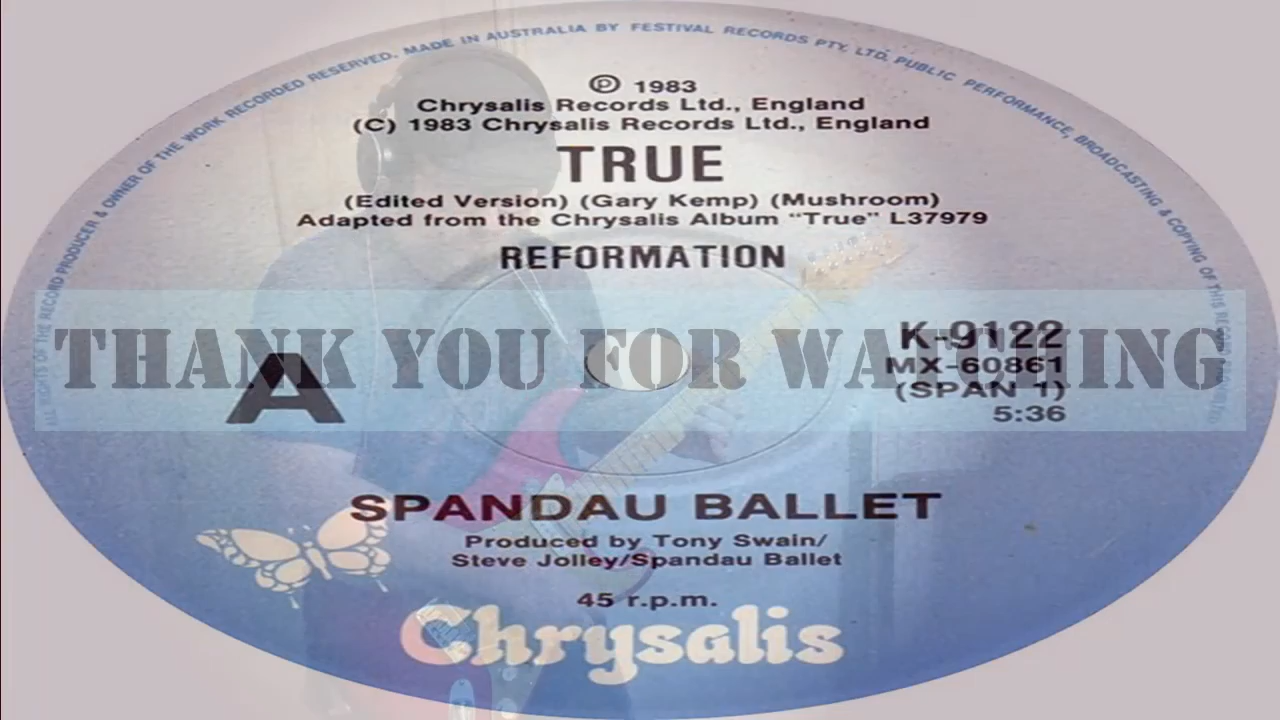 ALL RIGHTS OF THE RECORD PRODUCER & OWNER OF THE WORK RECORDED RESERVED. MADE IN AUSTRALIA BY FESTIVAL RECORDS PTY. LTD. PUBLIC PERFORMANCE, BROADCASTING & COPYING OF THIS RECORD
℗ 1983
Chrysalis Records Ltd., England
(C) 1983 Chrysalis Records Ltd., England
TRUE
(Edited Version) (Gary Kemp) (Mushroom)
Adapted from the Chrysalis Album "True" L37979
REFORMATION
THANK YOU FOR WATCHING
A
K-9122
MX-60861
(SPAN 1)
5:36
SPANDAU BALLET
Produced by Tony Swain/
Steve Jolley/Spandau Ballet
45 r.p.m.
Chrysalis